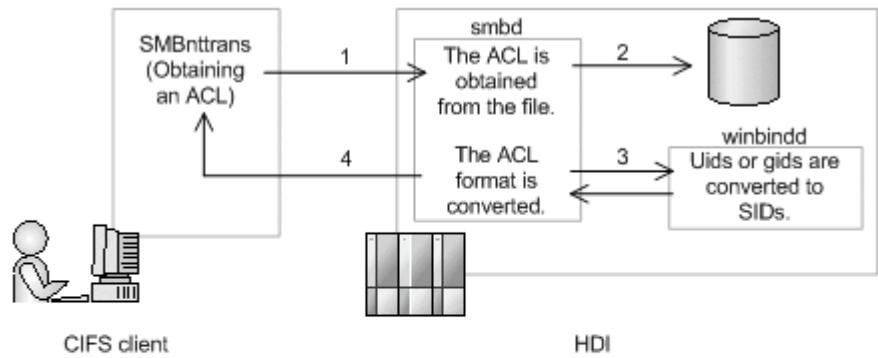 SMBnttrans
(Obtaining
an ACL)
1
smbd
The ACL is
obtained
from the file.
2
4
The ACL
format is
converted.
3
winbindd
Uids or gids are
converted to
SIDs.
CIFS client
HDI